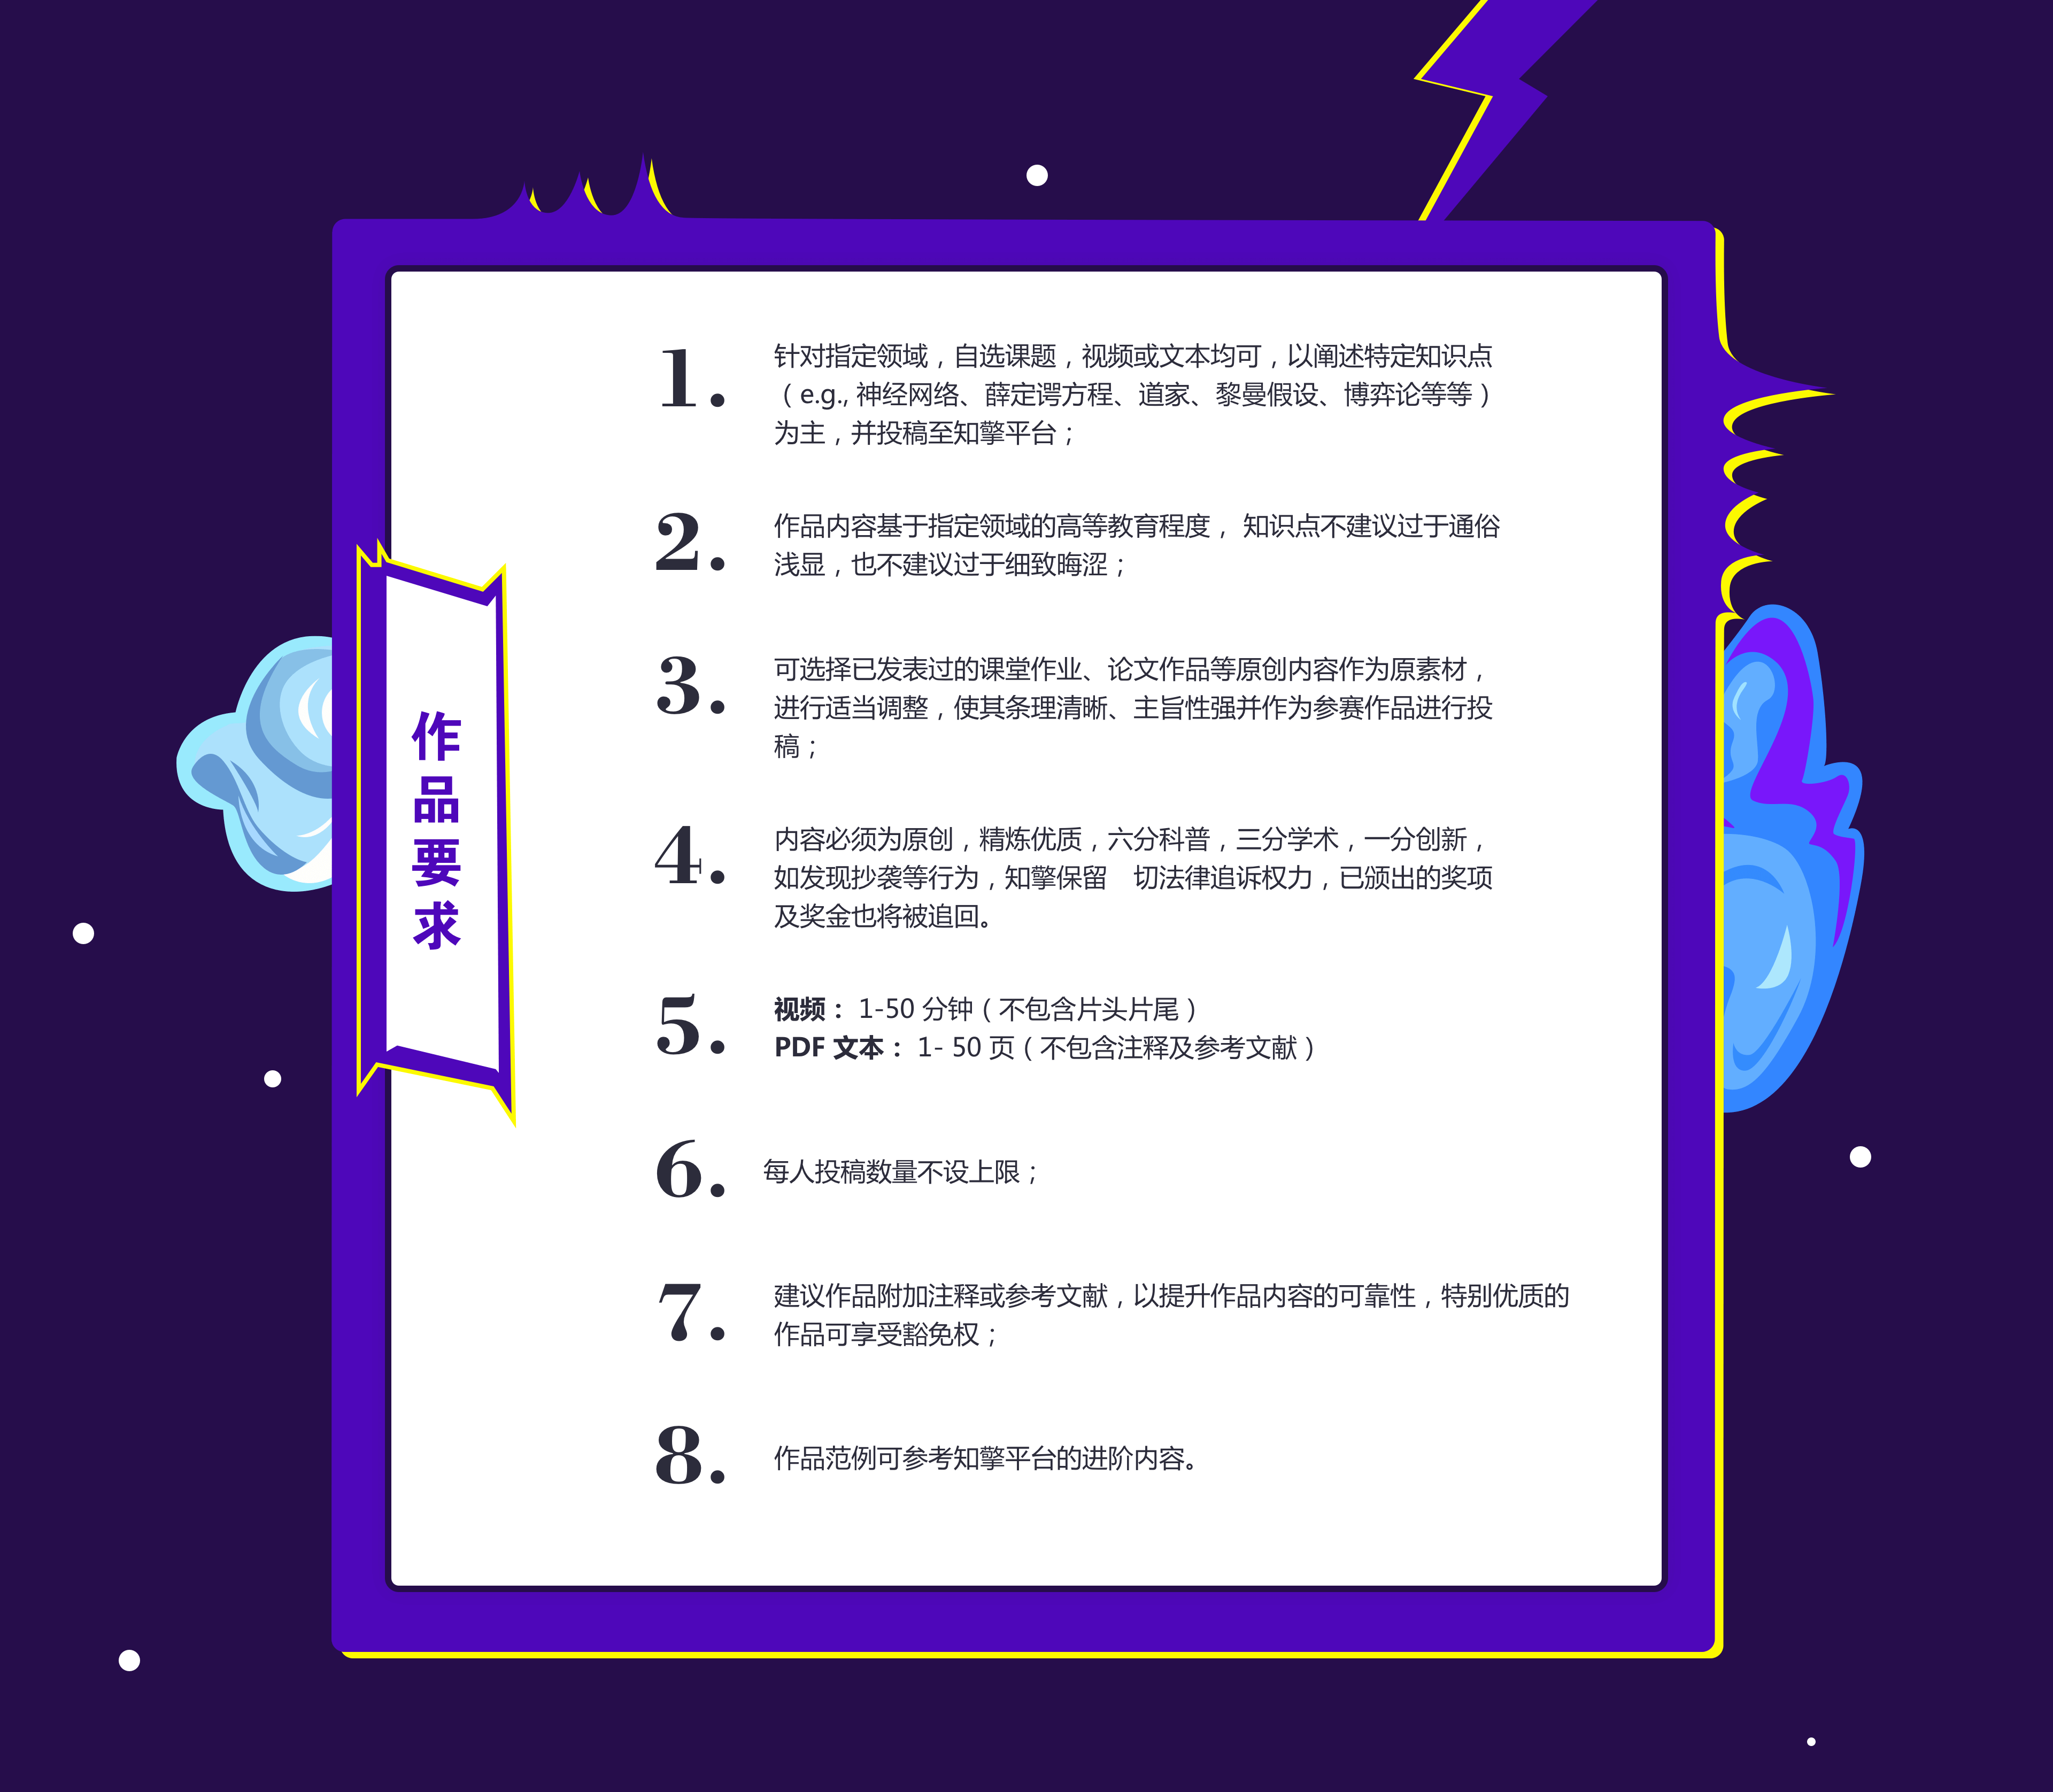 作品要求
1. 针对指定领域，自选课题，视频或文本均可，以阐述特定知识点
（e.g., 神经网络、薛定谔方程、道家、黎曼假设、博弈论等等）
为主，并投稿至知擎平台；
2. 作品内容基于指定领域的高等教育程度， 知识点不建议过于通俗
浅显，也不建议过于细致晦涩；
3. 可选择已发表过的课堂作业、论文作品等原创内容作为原素材，
进行适当调整，使其条理清晰、主旨性强并作为参赛作品进行投
稿；
4. 内容必须为原创，精炼优质，六分科普，三分学术，一分创新，
如发现抄袭等行为，知擎保留 切法律追诉权力，已颁出的奖项
及奖金也将被追回。
5. 视频： 1-50 分钟（不包含片头片尾）
PDF 文本： 1- 50 页（不包含注释及参考文献）
6. 每人投稿数量不设上限；
7. 建议作品附加注释或参考文献，以提升作品内容的可靠性，特别优质的
作品可享受豁免权；
8. 作品范例可参考知擎平台的进阶内容。